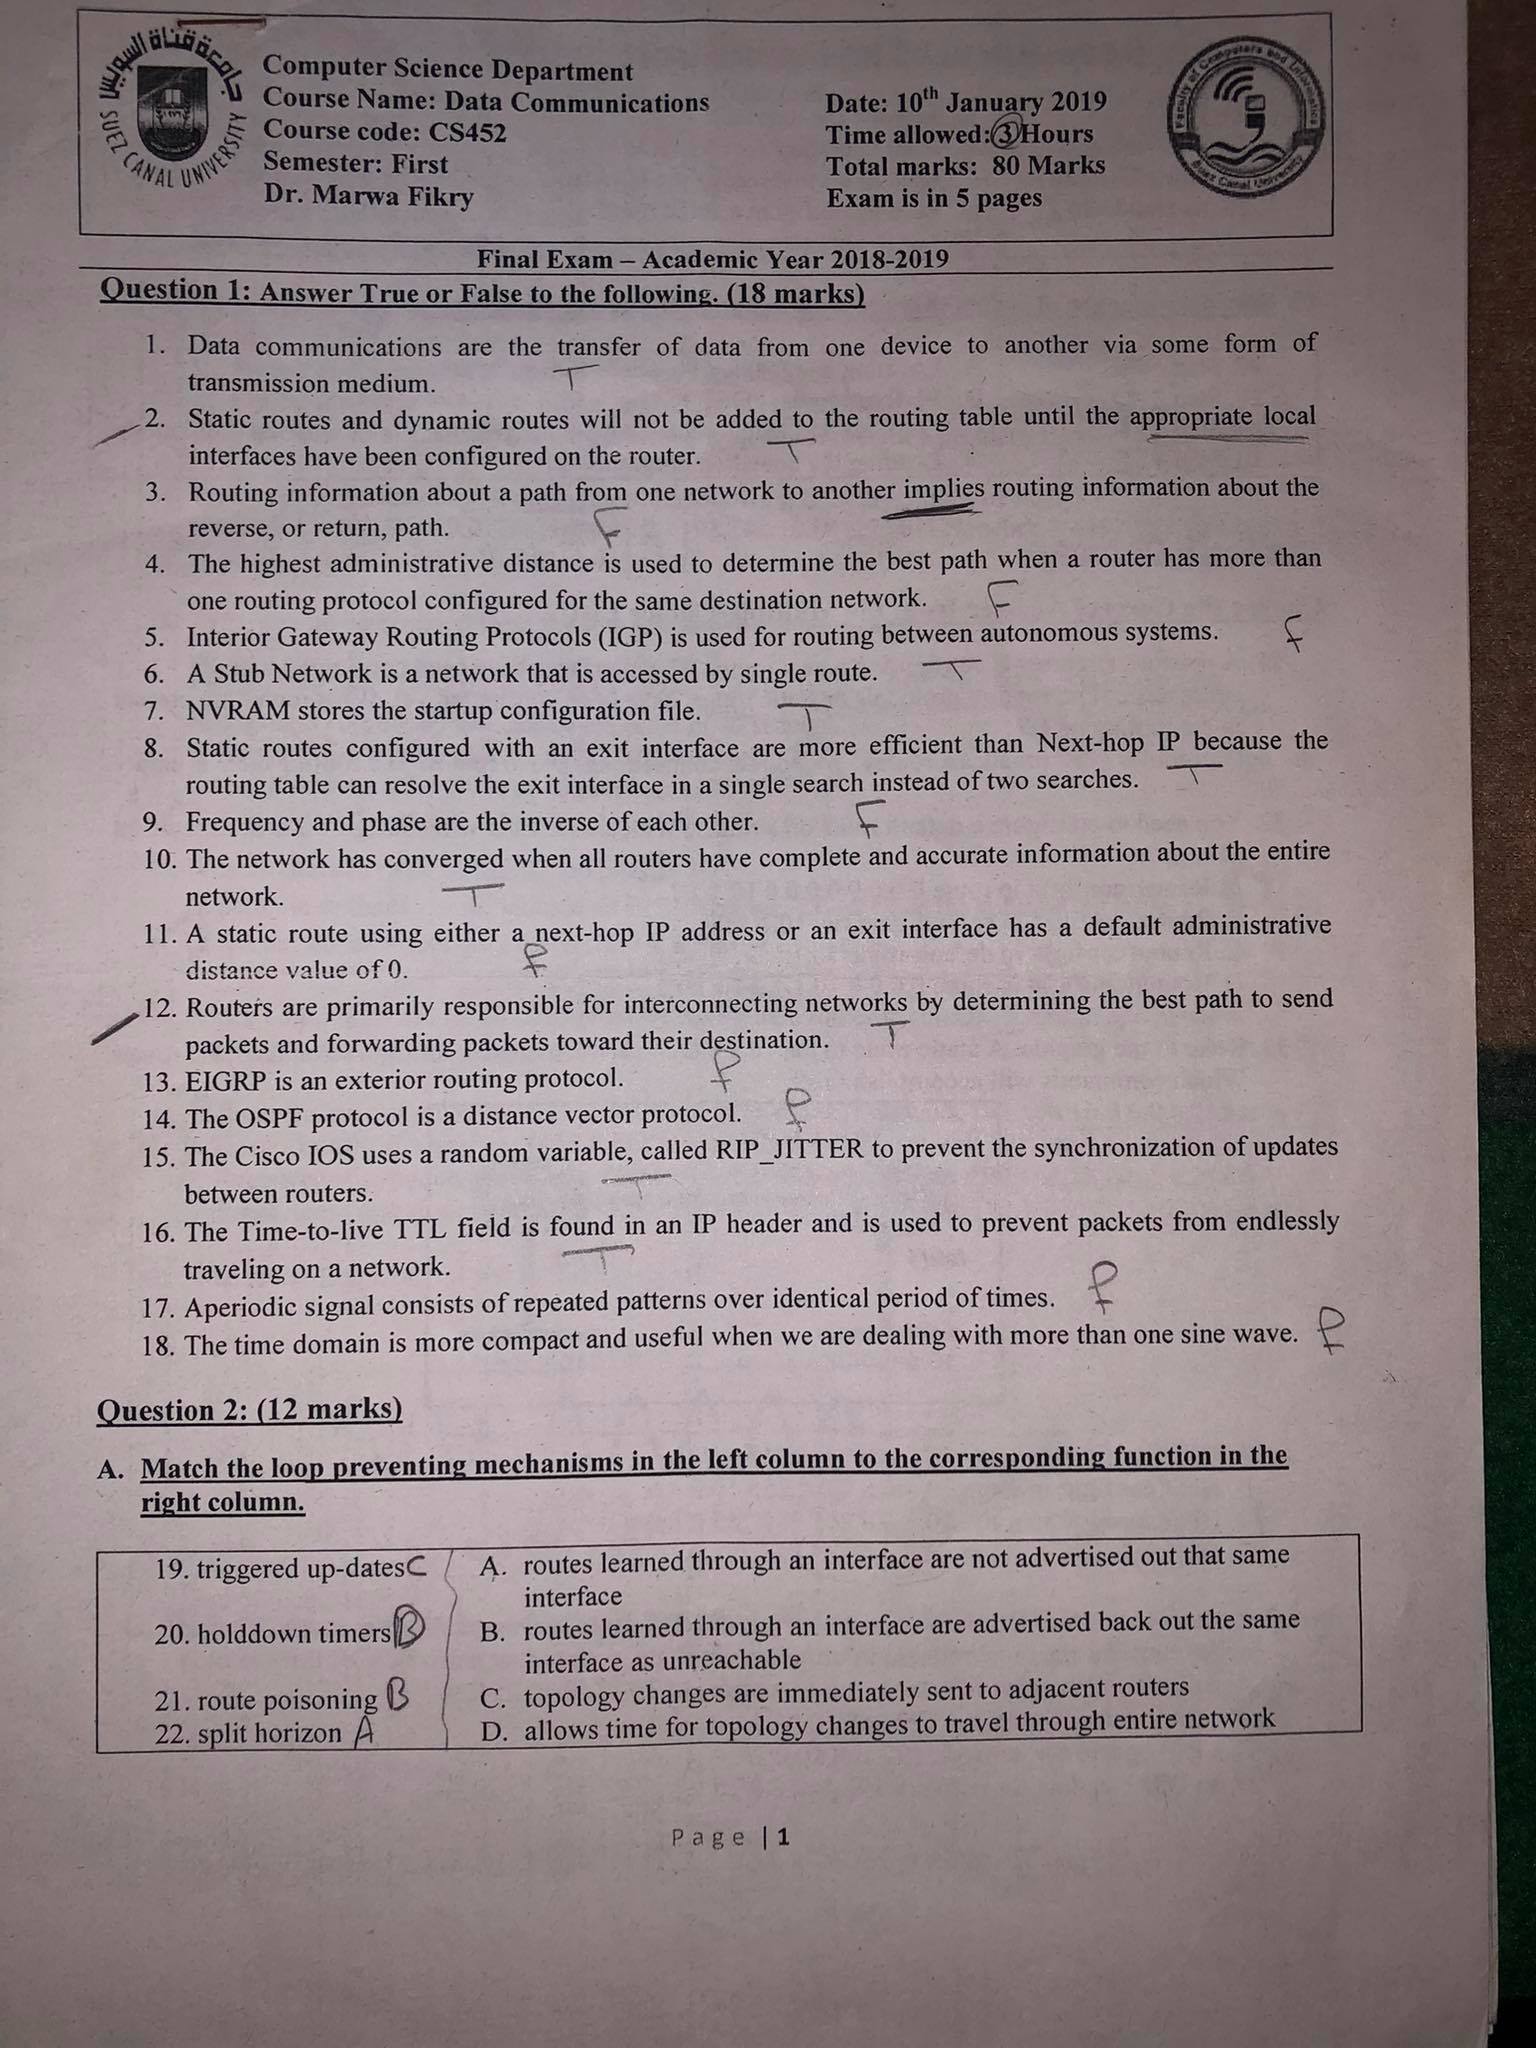 جامعة قناة السويس
SUEZ CANAL UNIVERSITY
Computer Science Department
Course Name: Data Communications
Course code: CS452
Semester: First
Dr. Marwa Fikry
Date: 10th January 2019
Time allowed: 3 Hours
Total marks: 80 Marks
Exam is in 5 pages
Faculty of Computers and Informatics
Suez Canal University
Final Exam – Academic Year 2018-2019
Question 1: Answer True or False to the following. (18 marks)
1. Data communications are the transfer of data from one device to another via some form of
transmission medium. T
2. Static routes and dynamic routes will not be added to the routing table until the appropriate local
interfaces have been configured on the router. T
3. Routing information about a path from one network to another implies routing information about the
reverse, or return, path. F
4. The highest administrative distance is used to determine the best path when a router has more than
one routing protocol configured for the same destination network. F
5. Interior Gateway Routing Protocols (IGP) is used for routing between autonomous systems. F
6. A Stub Network is a network that is accessed by single route. T
7. NVRAM stores the startup configuration file. T
8. Static routes configured with an exit interface are more efficient than Next-hop IP because the
routing table can resolve the exit interface in a single search instead of two searches. T
9. Frequency and phase are the inverse of each other. F
10. The network has converged when all routers have complete and accurate information about the entire
network. T
11. A static route using either a next-hop IP address or an exit interface has a default administrative
distance value of 0. F
12. Routers are primarily responsible for interconnecting networks by determining the best path to send
packets and forwarding packets toward their destination. T
13. EIGRP is an exterior routing protocol. F
14. The OSPF protocol is a distance vector protocol. F
15. The Cisco IOS uses a random variable, called RIP_JITTER to prevent the synchronization of updates
between routers. T
16. The Time-to-live TTL field is found in an IP header and is used to prevent packets from endlessly
traveling on a network. T
17. Aperiodic signal consists of repeated patterns over identical period of times. F
18. The time domain is more compact and useful when we are dealing with more than one sine wave. F
Question 2: (12 marks)
A. Match the loop preventing mechanisms in the left column to the corresponding function in the
right column.
19. triggered up-dates C
20. holddown timers B
21. route poisoning B
22. split horizon A
A. routes learned through an interface are not advertised out that same
interface
B. routes learned through an interface are advertised back out the same
interface as unreachable
C. topology changes are immediately sent to adjacent routers
D. allows time for topology changes to travel through entire network
Page | 1